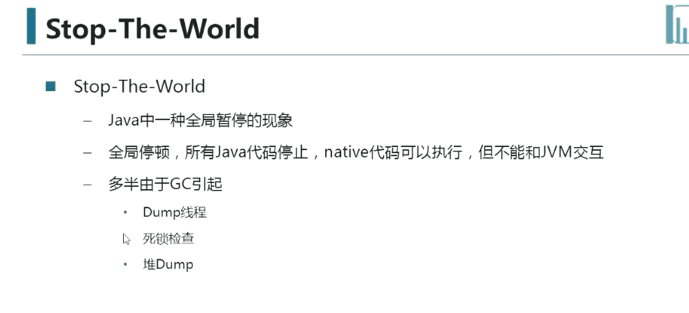 Stop-The-World
Stop-The-World
Java中一种全局暂停的现象
全局停顿，所有Java代码停止，native代码可以执行，但不能和JVM交互
多半由于GC引起
Dump线程
死锁检查
堆Dump